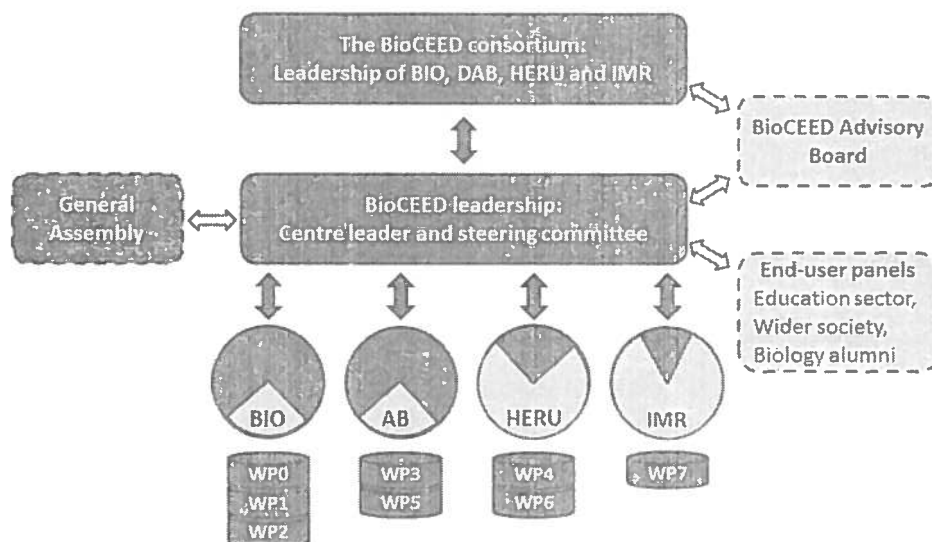 The BioCEED consortium:
Leadership of BIO, DAB, HERU and IMR
BioCEED Advisory
Board
General
Assembly
BioCEED leadership:
Centre leader and steering committee
End-user panels
Education sector,
Wider society,
Biology alumni
BIO
AB
HERU
IMR
WP0
WP1
WP2
WP3
WP5
WP4
WP6
WP7